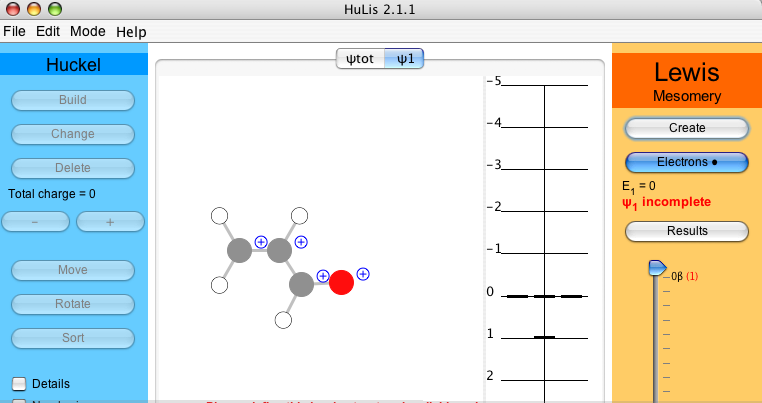 HuLis 2.1.1
File Edit Mode Help
Huckel
Build
Change
Delete
Total charge = 0
- +
Move
Rotate
Sort
Details
ψtot ψ1
-5
-4
-3
-2
-1
0
1
2
Lewis
Mesomery
Create
Electrons ●
E1 = 0
ψ1 incomplete
Results
0β (1)